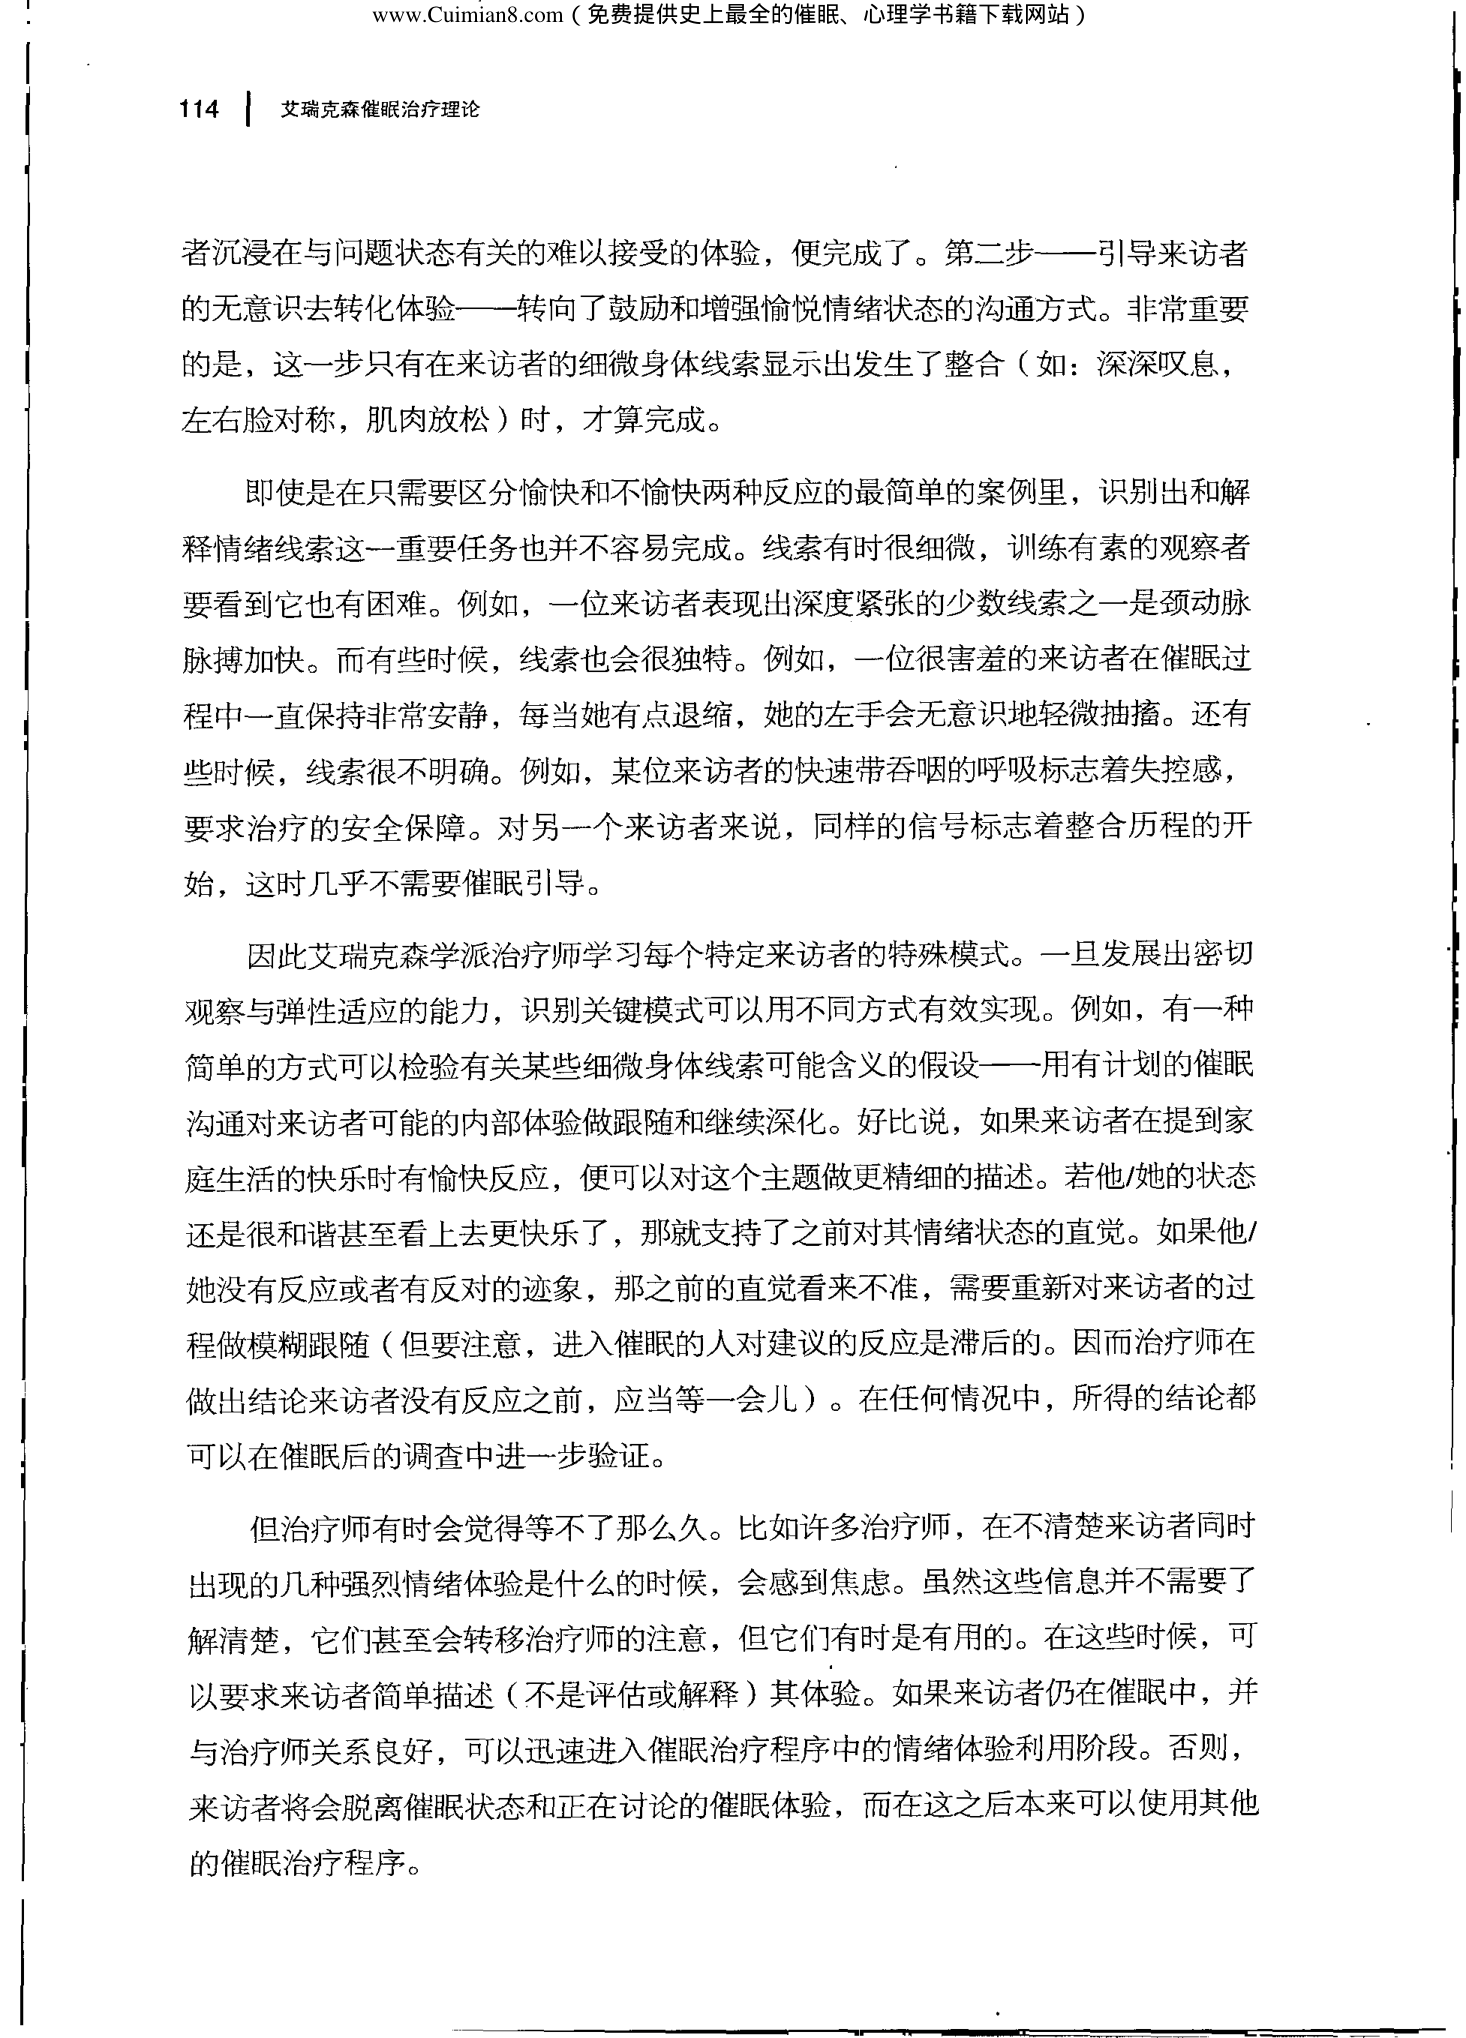 www.Cuimian8.com（免费提供史上最全的催眠、心理学书籍下载网站）
114 艾瑞克森催眠治疗理论
者沉浸在与问题状态有关的难以接受的体验，便完成了。第二步——引导来访者
的无意识去转化体验——转向了鼓励和增强愉悦情绪状态的沟通方式。非常重要
的是，这一步只有在来访者的细微身体线索显示出发生了整合（如：深深叹息，
左右脸对称，肌肉放松）时，才算完成。
即使是在只需要区分愉快和不愉快两种反应的最简单的案例里，识别出和解
释情绪线索这一重要任务也并不容易完成。线索有时很细微，训练有素的观察者
要看到它也有困难。例如，一位来访者表现出深度紧张的少数线索之一是颈动脉
脉搏加快。而有些时候，线索也会很独特。例如，一位很害羞的来访者在催眠过
程中一直保持非常安静，每当她有点退缩，她的左手会无意识地轻微抽搐。还有
些时候，线索很不明确。例如，某位来访者的快速带吞咽的呼吸标志着失控感，
要求治疗的安全保障。对另一个来访者来说，同样的信号标志着整合历程的开
始，这时几乎不需要催眠引导。
因此艾瑞克森学派治疗师学习每个特定来访者的特殊模式。一旦发展出密切
观察与弹性适应的能力，识别关键模式可以用不同方式有效实现。例如，有一种
简单的方式可以检验有关某些细微身体线索可能含义的假设——用有计划的催眠
沟通对来访者可能的内部体验做跟随和继续深化。好比说，如果来访者在提到家
庭生活的快乐时有愉快反应，便可以对这个主题做更精细的描述。若他/她的状态
还是很和谐甚至看上去更快乐了，那就支持了之前对其情绪状态的直觉。如果他/
她没有反应或者有反对的迹象，那之前的直觉看来不准，需要重新对来访者的过
程做模糊跟随（但要注意，进入催眠的人对建议的反应是滞后的。因而治疗师在
做出结论来访者没有反应之前，应当等一会儿）。在任何情况中，所得的结论都
可以在催眠后的调查中进一步验证。
但治疗师有时会觉得等不了那么久。比如许多治疗师，在不清楚来访者同时
出现的几种强烈情绪体验是什么的时候，会感到焦虑。虽然这些信息并不需要了
解清楚，它们甚至会转移治疗师的注意，但它们有时是有用的。在这些时候，可
以要求来访者简单描述（不是评估或解释）其体验。如果来访者仍在催眠中，并
与治疗师关系良好，可以迅速进入催眠治疗程序中的情绪体验利用阶段。否则，
来访者将会脱离催眠状态和正在讨论的催眠体验，而在这之后本来可以使用其他
的催眠治疗程序。